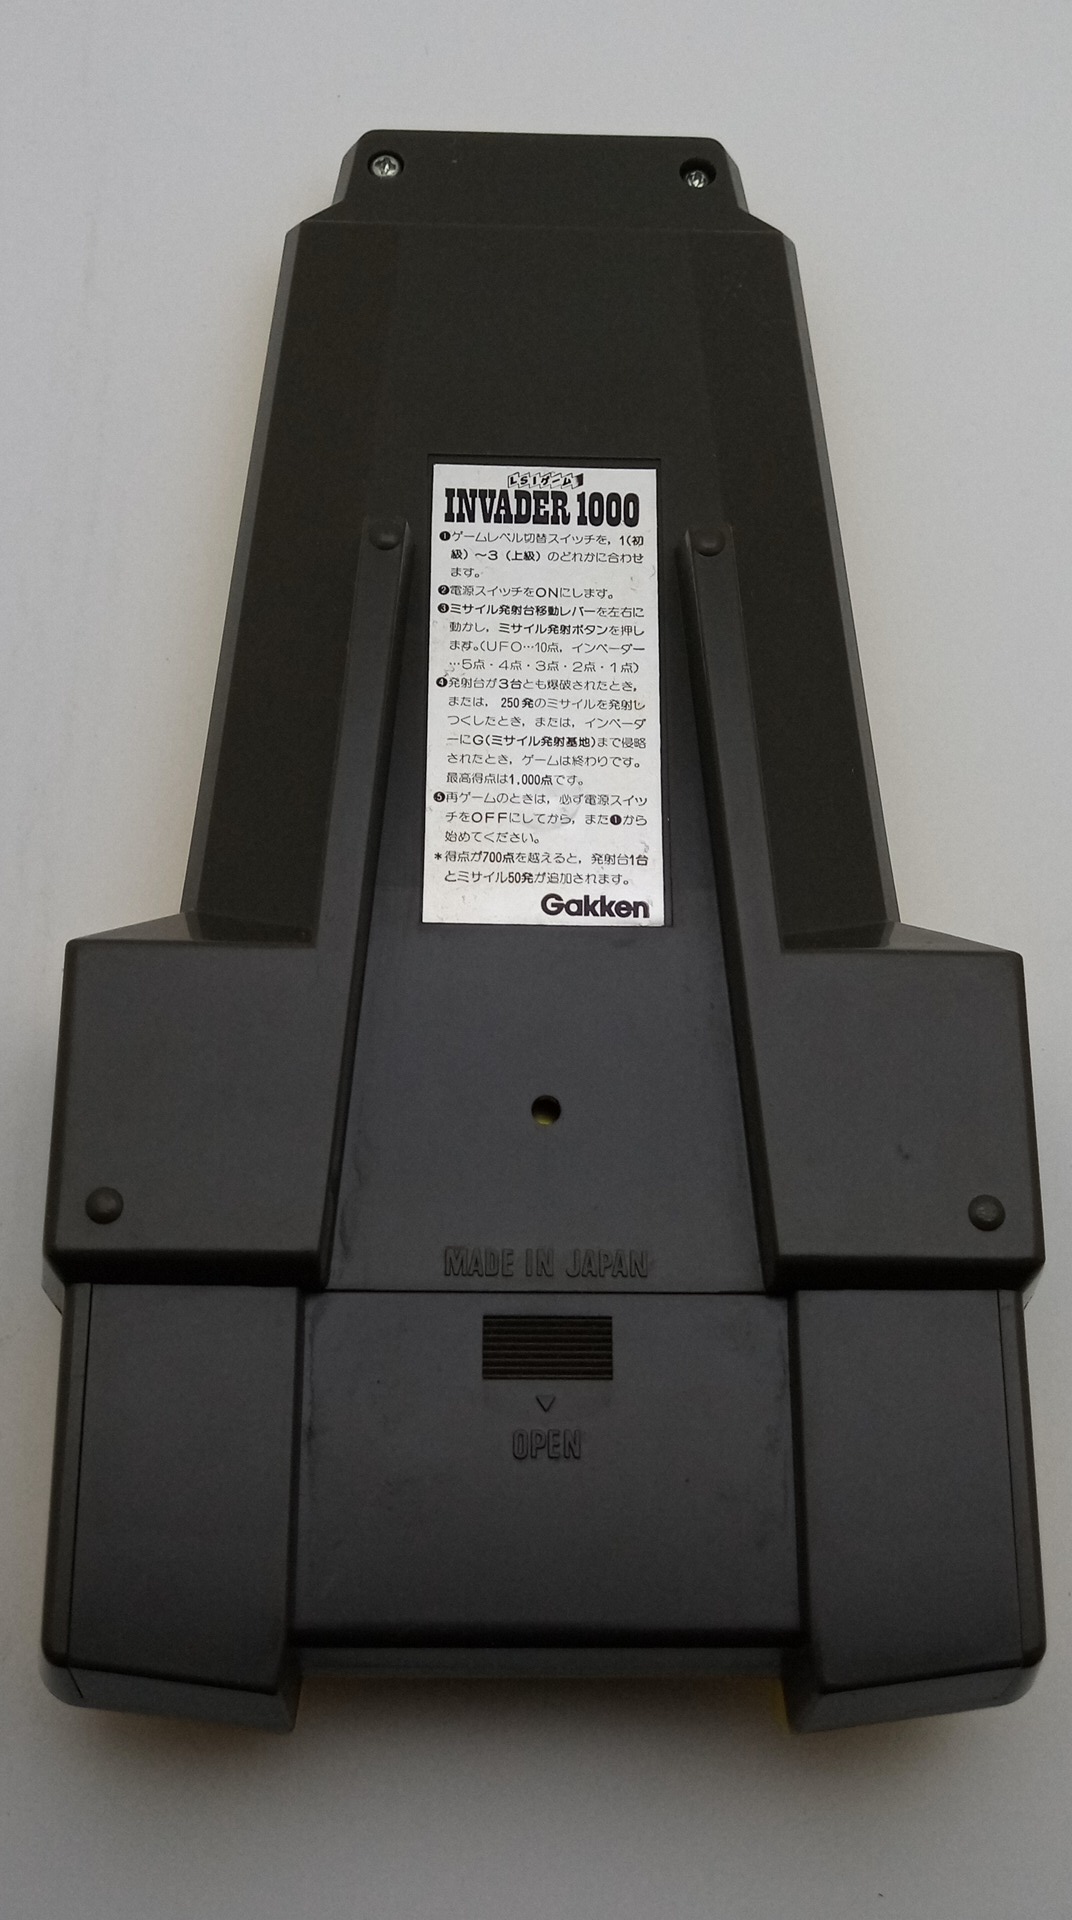 LSIゲーム
INVADER 1000
❶ゲームレベル切替スイッチを，1(初
級）～3（上級）のどれかに合わせ
ます。
❷電源スイッチをONにします。
❸ミサイル発射台移動レバーを左右に
動かし，ミサイル発射ボタンを押し
ます。(UFO…10点，インベーダー
…5点・4点・3点・2点・1点）
❹発射台が3台とも爆破されたとき，
または，250発のミサイルを発射し
つくしたとき，または，インベーダ
ーにG(ミサイル発射基地)まで侵略
されたとき，ゲームは終わりです。
最高得点は1,000点です。
❺再ゲームのときは，必ず電源スイッ
チをOFFにしてから，また❶から
始めてください。
＊得点が700点を越えると，発射台1台
とミサイル50発が追加されます。
Gakken
MADE IN JAPAN
OPEN